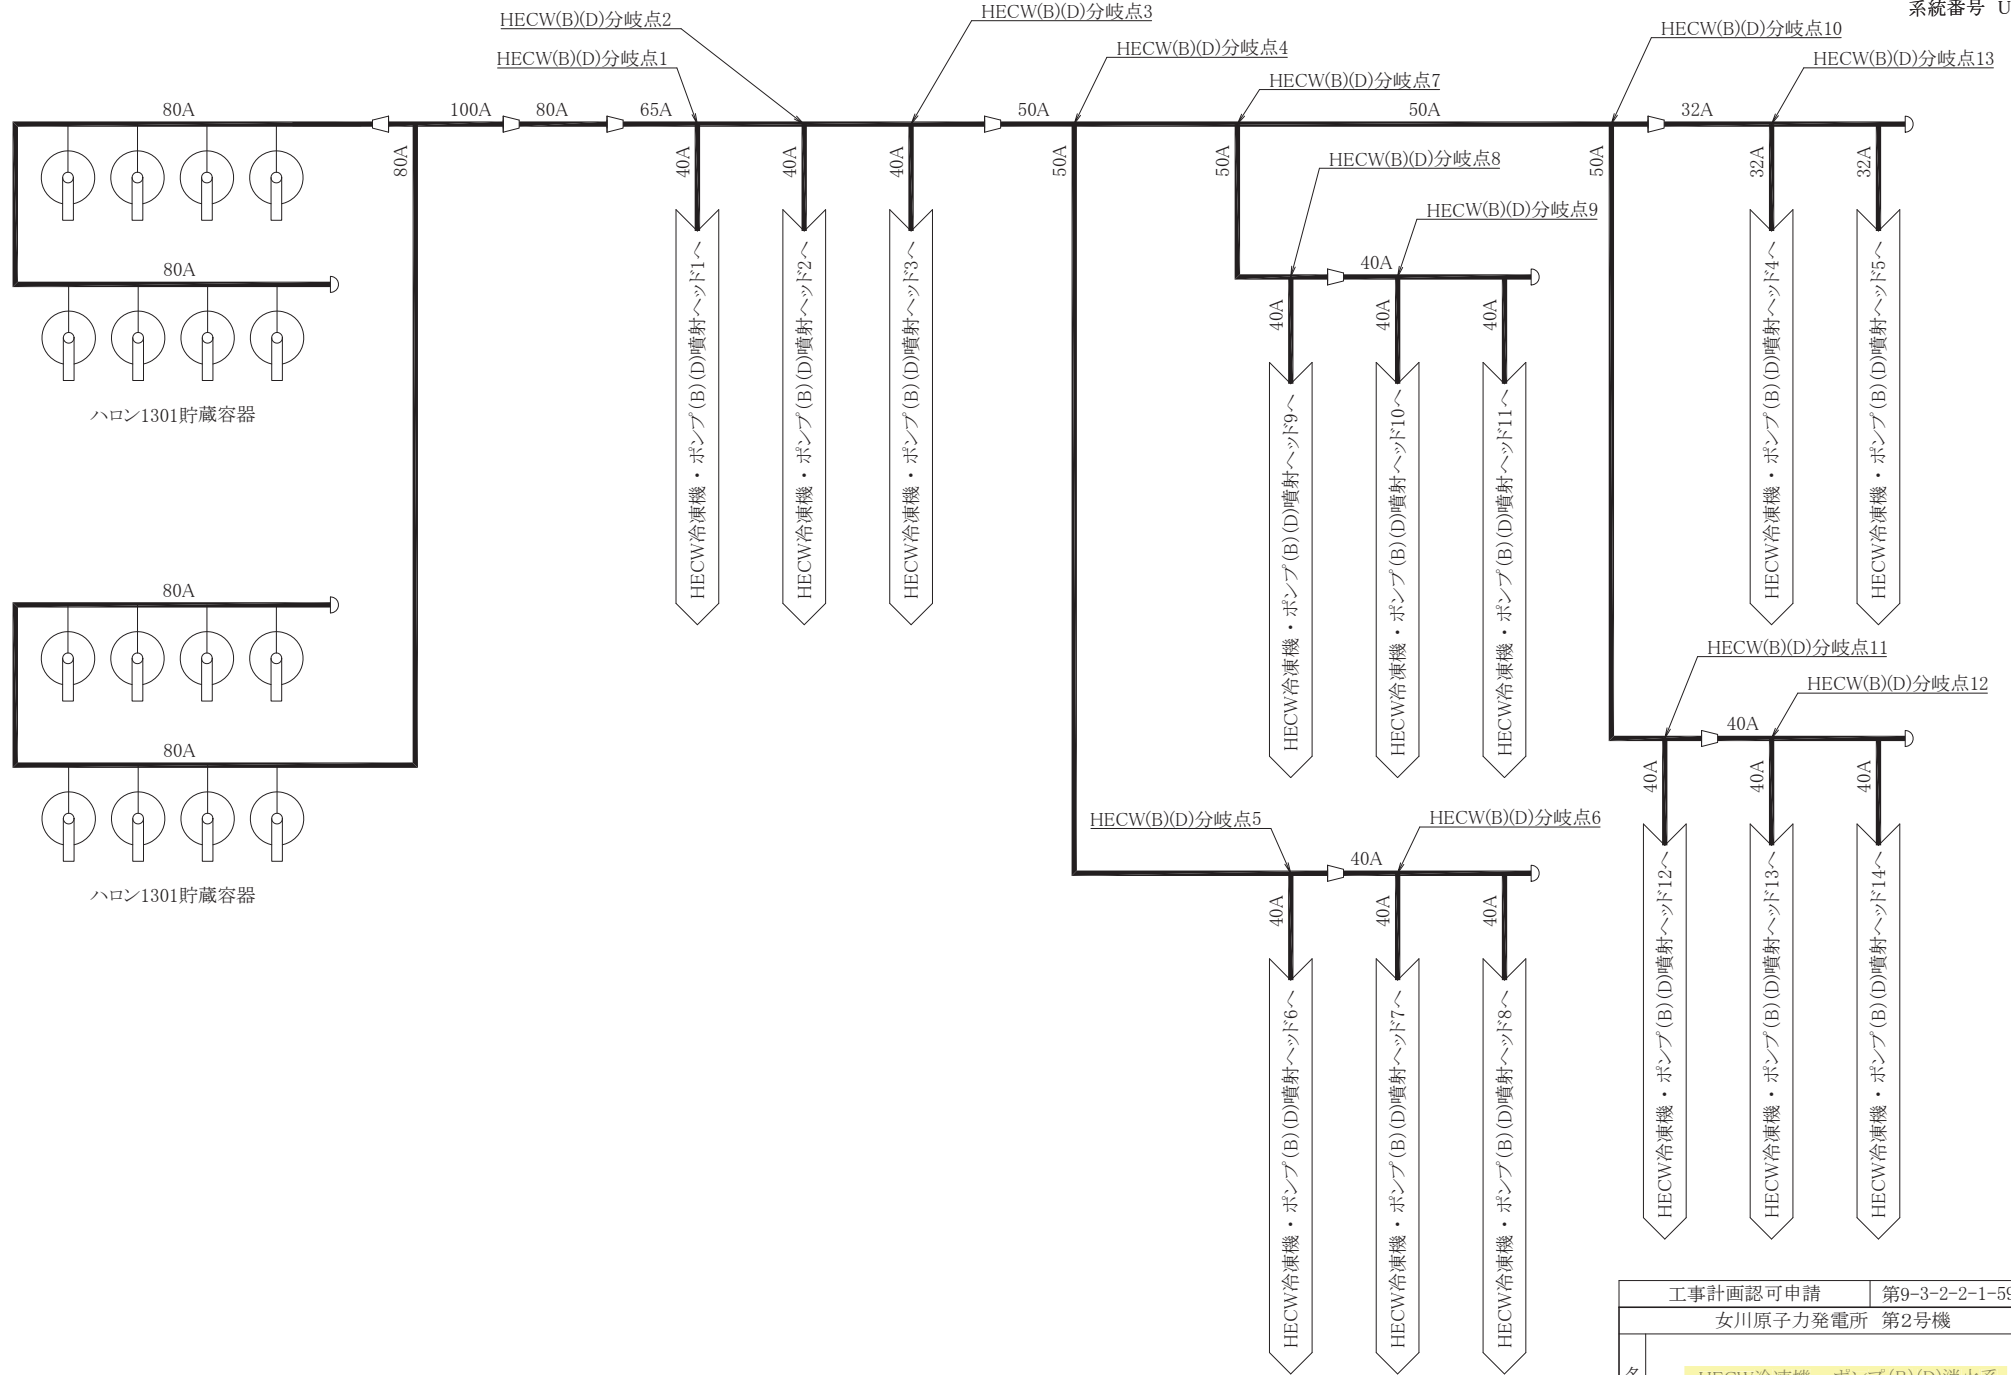 系統番号 U
HECW(B)(D)分岐点3
HECW(B)(D)分岐点2
HECW(B)(D)分岐点10
HECW(B)(D)分岐点4
HECW(B)(D)分岐点1
HECW(B)(D)分岐点13
HECW(B)(D)分岐点7
80A
100A
80A
65A
50A
50A
32A
80A
40A
40A
40A
50A
50A
50A
32A
32A
HECW(B)(D)分岐点8
HECW(B)(D)分岐点9
80A
40A
HECW冷凍機・ポンプ(B)(D)噴射ヘッド1へ
HECW冷凍機・ポンプ(B)(D)噴射ヘッド2へ
HECW冷凍機・ポンプ(B)(D)噴射ヘッド3へ
HECW冷凍機・ポンプ(B)(D)噴射ヘッド4へ
HECW冷凍機・ポンプ(B)(D)噴射ヘッド5へ
40A
40A
40A
ハロン1301貯蔵容器
HECW冷凍機・ポンプ(B)(D)噴射ヘッド9へ
HECW冷凍機・ポンプ(B)(D)噴射ヘッド10へ
HECW冷凍機・ポンプ(B)(D)噴射ヘッド11へ
80A
HECW(B)(D)分岐点11
HECW(B)(D)分岐点12
40A
80A
40A
40A
40A
HECW(B)(D)分岐点5
HECW(B)(D)分岐点6
40A
ハロン1301貯蔵容器
40A
40A
40A
HECW冷凍機・ポンプ(B)(D)噴射ヘッド12へ
HECW冷凍機・ポンプ(B)(D)噴射ヘッド13へ
HECW冷凍機・ポンプ(B)(D)噴射ヘッド14へ
HECW冷凍機・ポンプ(B)(D)噴射ヘッド6へ
HECW冷凍機・ポンプ(B)(D)噴射ヘッド7へ
HECW冷凍機・ポンプ(B)(D)噴射ヘッド8へ
工事計画認可申請 第9-3-2-2-1-59
女川原子力発電所 第2号機
HECW冷凍機・ポンプ(B)(D)消火系